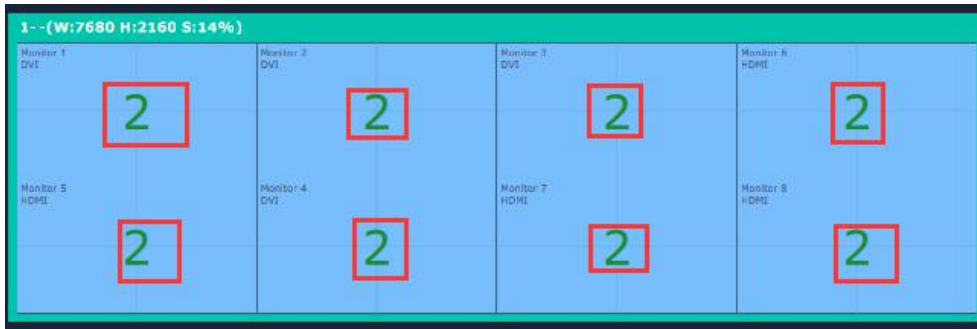 1--(W:7680 H:2160 S:14%)
Monitor 1
DVI
2
Monitor 2
DVI
2
Monitor 3
DVI
2
Monitor 6
HDMI
2
Monitor 5
HDMI
2
Monitor 4
DVI
2
Monitor 7
HDMI
2
Monitor 8
HDMI
2